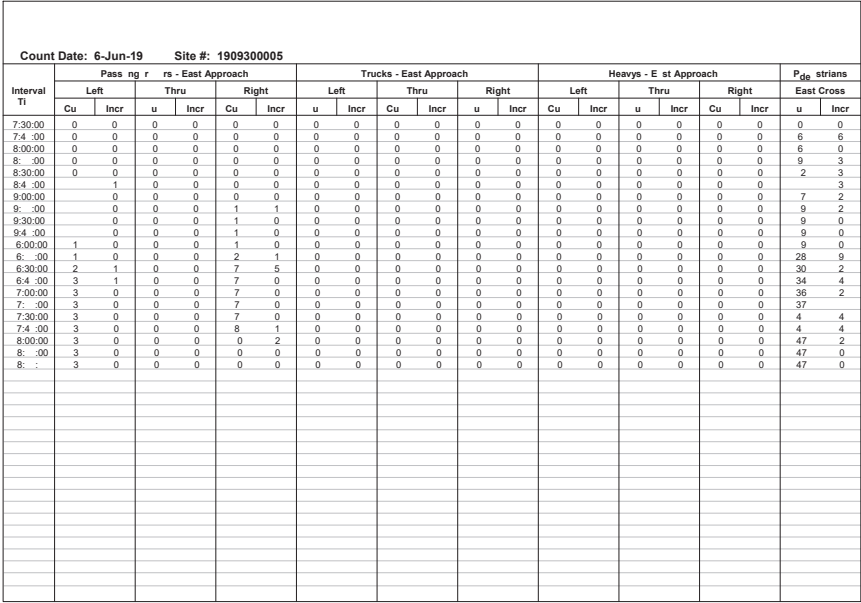 Count Date: 6-Jun-19 Site #: 1909300005
Pass ng r rs - East Approach Trucks - East Approach Heavys - E st Approach Pde strians
Interval Left Thru Right Left Thru Right Left Thru Right East Cross
Ti Cu Incr u Incr Cu Incr u Incr Cu Incr u Incr Cu Incr Cu Incr Cu Incr u Incr
7:30:00 0 0 0 0 0 0 0 0 0 0 0 0 0 0 0 0 0 0 0 0
7:4 :00 0 0 0 0 0 0 0 0 0 0 0 0 0 0 0 0 0 0 6 6
8:00:00 0 0 0 0 0 0 0 0 0 0 0 0 0 0 0 0 0 0 6 0
8: :00 0 0 0 0 0 0 0 0 0 0 0 0 0 0 0 0 0 0 9 3
8:30:00 0 0 0 0 0 0 0 0 0 0 0 0 0 0 0 0 0 0 2 3
8:4 :00 1 0 0 0 0 0 0 0 0 0 0 0 0 0 0 0 0 3
9:00:00 0 0 0 0 0 0 0 0 0 0 0 0 0 0 0 0 0 7 2
9: :00 0 0 0 1 1 0 0 0 0 0 0 0 0 0 0 0 0 9 2
9:30:00 0 0 0 1 0 0 0 0 0 0 0 0 0 0 0 0 0 9 0
9:4 :00 0 0 0 1 0 0 0 0 0 0 0 0 0 0 0 0 0 9 0
6:00:00 1 0 0 0 1 0 0 0 0 0 0 0 0 0 0 0 0 0 9 0
6: :00 1 0 0 0 2 1 0 0 0 0 0 0 0 0 0 0 0 0 28 9
6:30:00 2 1 0 0 7 5 0 0 0 0 0 0 0 0 0 0 0 0 30 2
6:4 :00 3 1 0 0 7 0 0 0 0 0 0 0 0 0 0 0 0 0 34 4
7:00:00 3 0 0 0 7 0 0 0 0 0 0 0 0 0 0 0 0 0 36 2
7: :00 3 0 0 0 7 0 0 0 0 0 0 0 0 0 0 0 0 0 37
7:30:00 3 0 0 0 7 0 0 0 0 0 0 0 0 0 0 0 0 0 4 4
7:4 :00 3 0 0 0 8 1 0 0 0 0 0 0 0 0 0 0 0 0 4 4
8:00:00 3 0 0 0 0 2 0 0 0 0 0 0 0 0 0 0 0 0 47 2
8: :00 3 0 0 0 0 0 0 0 0 0 0 0 0 0 0 0 0 0 47 0
8: : 3 0 0 0 0 0 0 0 0 0 0 0 0 0 0 0 0 0 47 0